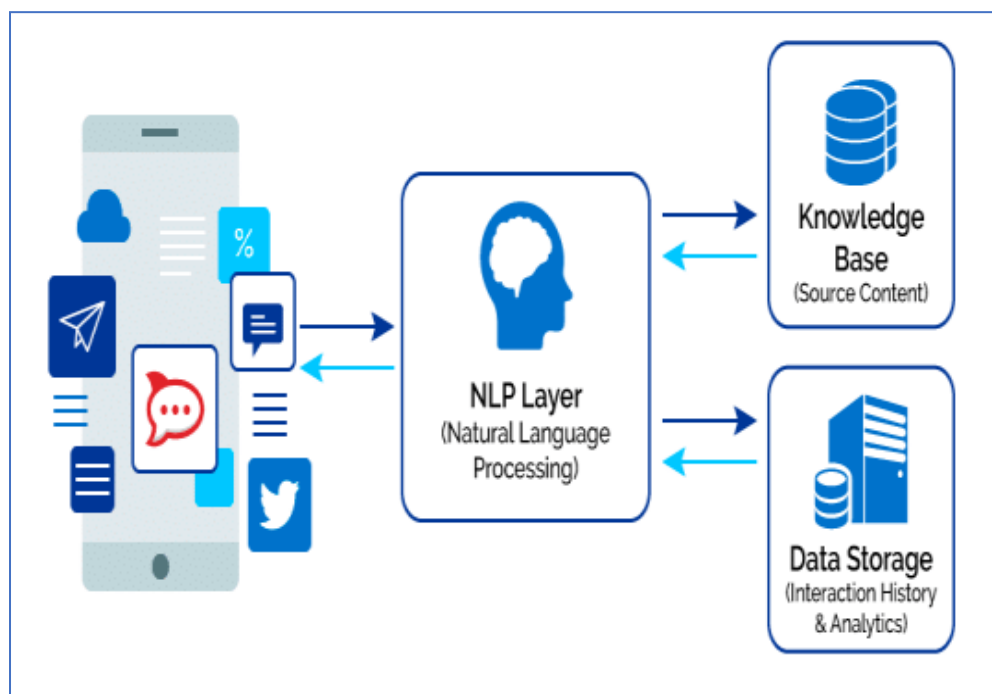 %
NLP Layer
(Natural Language
Processing)
Knowledge
Base
(Source Content)
Data Storage
(Interaction History
& Analytics)